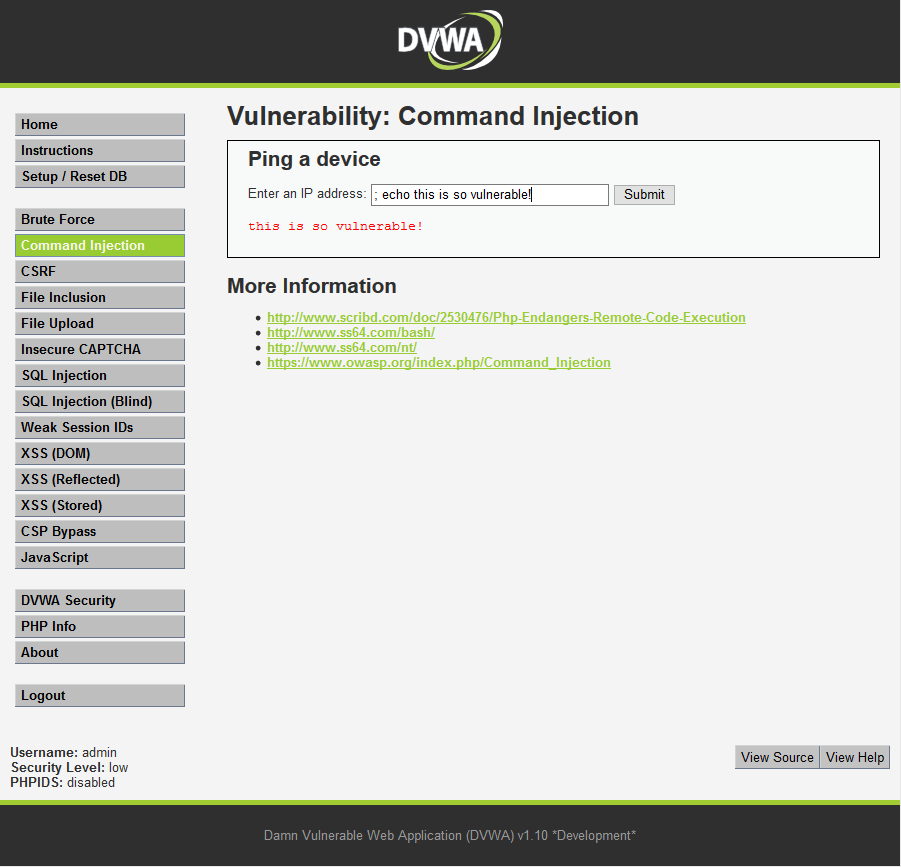 DVWA
Home
Instructions
Setup / Reset DB
Brute Force
Command Injection
CSRF
File Inclusion
File Upload
Insecure CAPTCHA
SQL Injection
SQL Injection (Blind)
Weak Session IDs
XSS (DOM)
XSS (Reflected)
XSS (Stored)
CSP Bypass
JavaScript
DVWA Security
PHP Info
About
Logout
Vulnerability: Command Injection
Ping a device
Enter an IP address: ; echo this is so vulnerable! Submit
this is so vulnerable!
More Information
http://www.scribd.com/doc/2530476/Php-Endangers-Remote-Code-Execution
http://www.ss64.com/bash/
http://www.ss64.com/nt/
https://www.owasp.org/index.php/Command_Injection
Username: admin
Security Level: low
PHPIDS: disabled
View Source View Help
Damn Vulnerable Web Application (DVWA) v1.10 *Development*